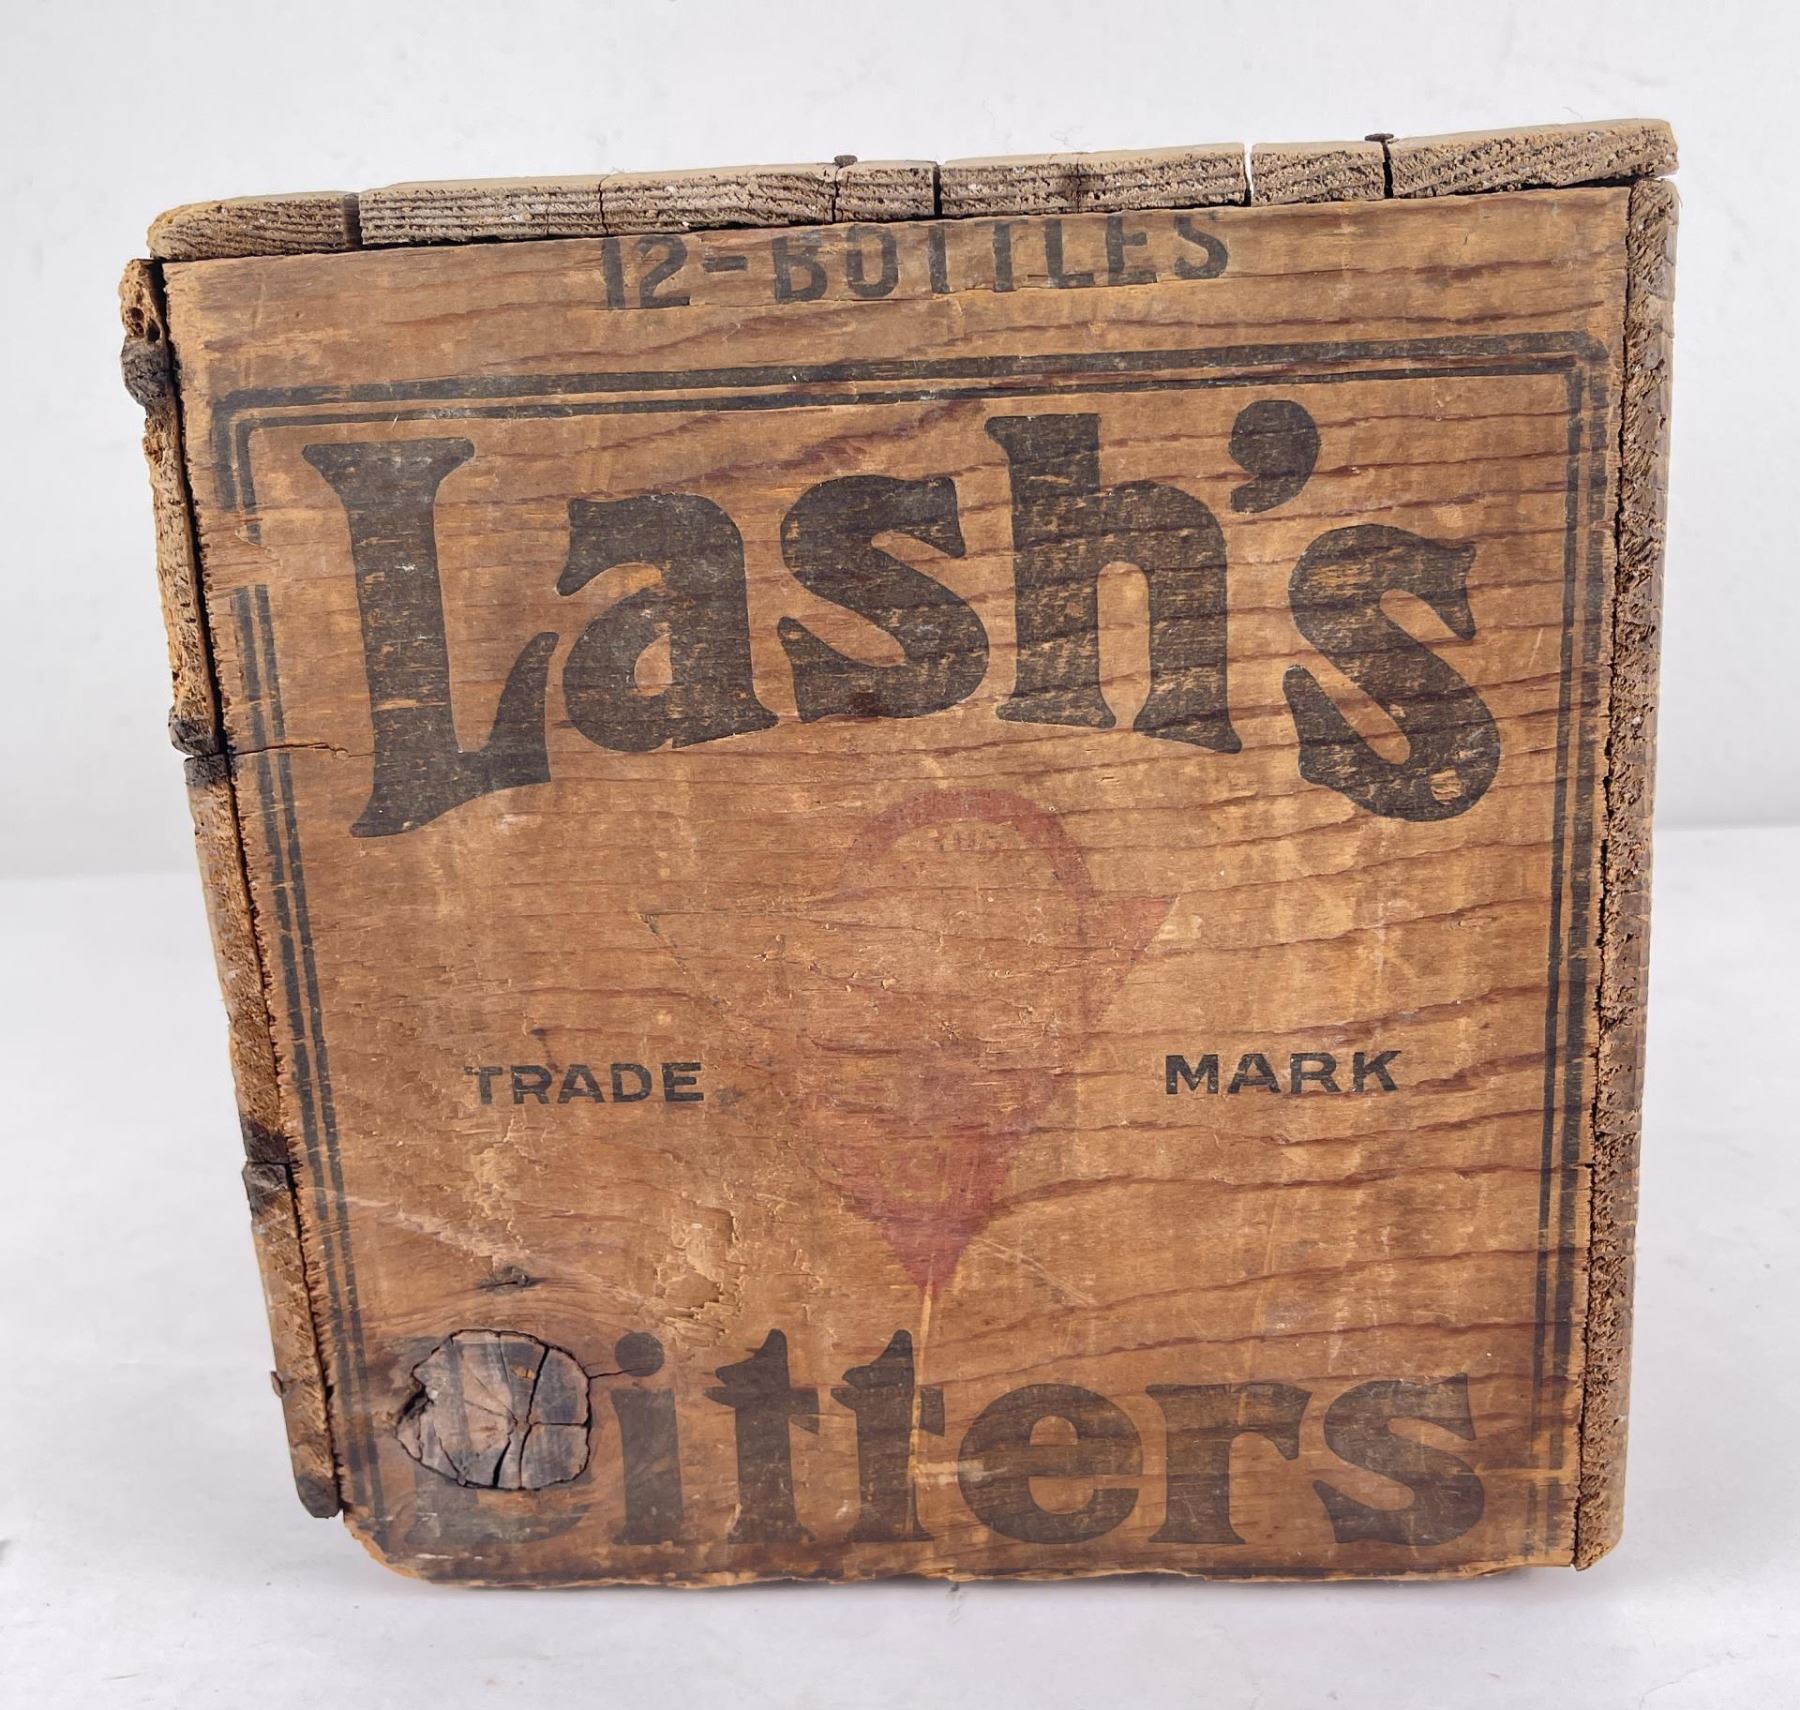 12-BOTTLES
Lash's
TRADE MARK
Bitters